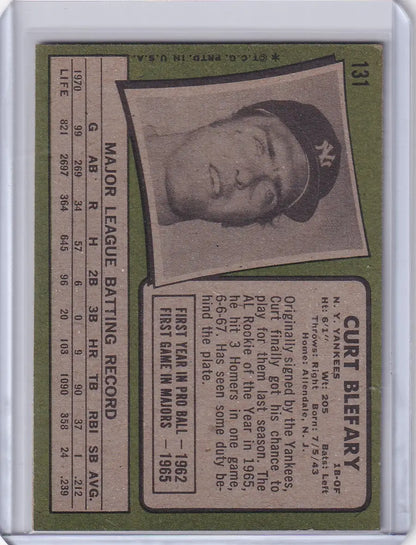 131
*©T.C.G. PRTD. IN U.S.A.
NY
CURT BLEFARY
N. Y. YANKEES 1B-OF
Ht: 6'1" Wt: 205 Bats: Left
Throws: Right Born: 7/5/43
Home: Allendale, N. J.
Originally signed by the Yankees,
Curt finally got his chance to
play for them last season. The
AL Rookie of the Year in 1965,
he hit 3 Homers in one game,
6-6-67. Has seen some duty be-
hind the plate.
FIRST YEAR IN PRO BALL — 1962
FIRST GAME IN MAJORS — 1965
MAJOR LEAGUE BATTING RECORD
G AB R H 2B 3B HR TB RBI SB AVG.
1970 99 269 34 57 6 0 9 90 37 1 .212
LIFE 821 2697 364 645 96 20 103 1090 358 24 .239